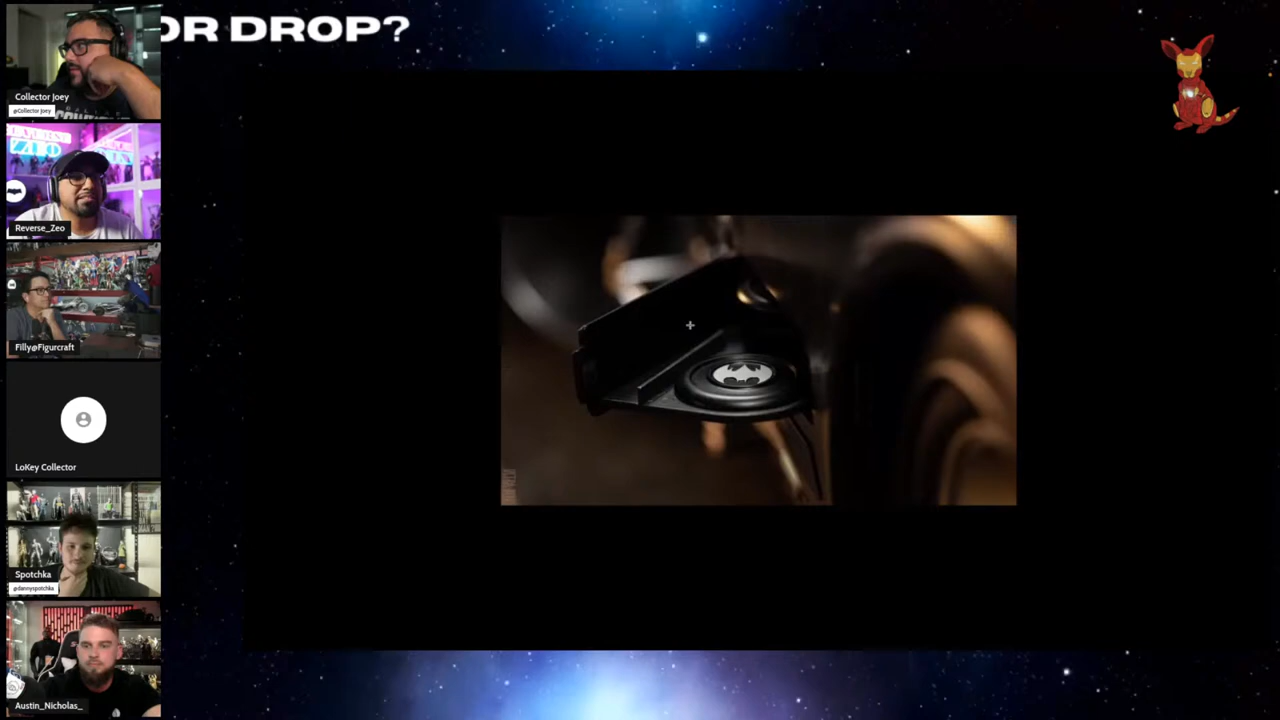 OR DROP?
Collector Joey
@Collector Joey
Reverse_Zeo
Filly@Figurcraft
LoKey Collector
Spotchka
@dannyspotchka
Austin_Nicholas_